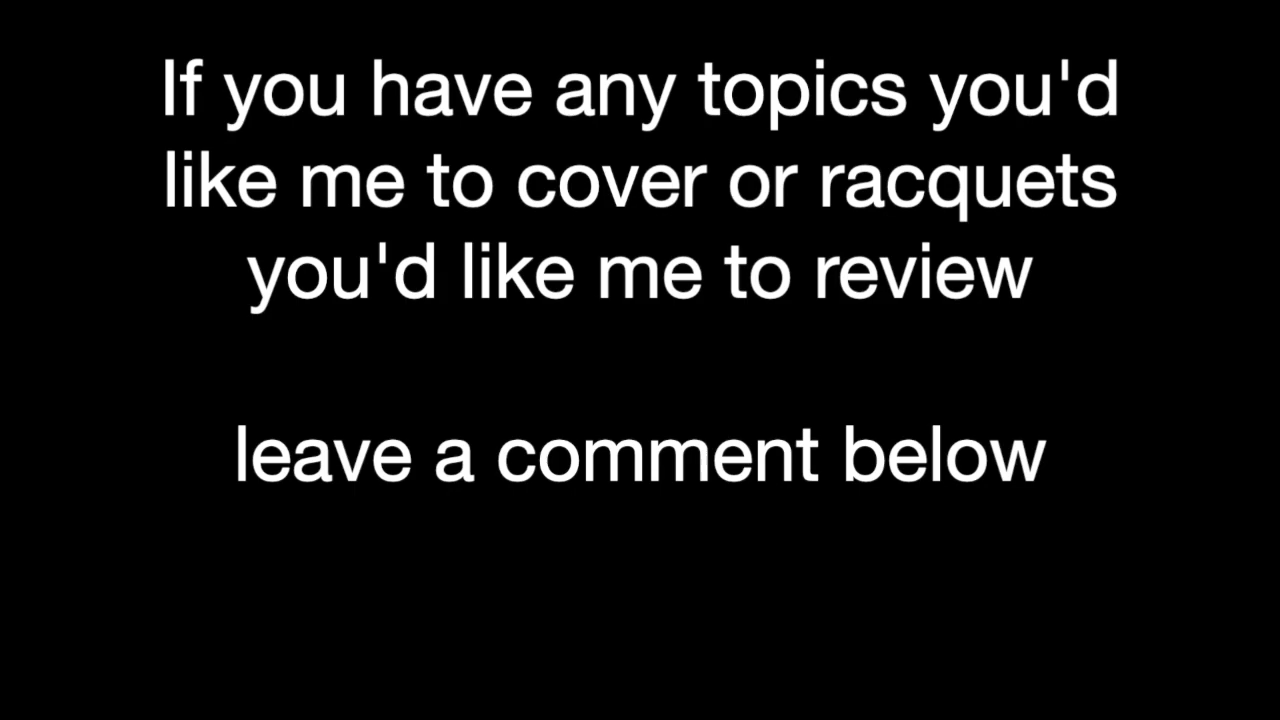 If you have any topics you'd
like me to cover or racquets
you'd like me to review
leave a comment below